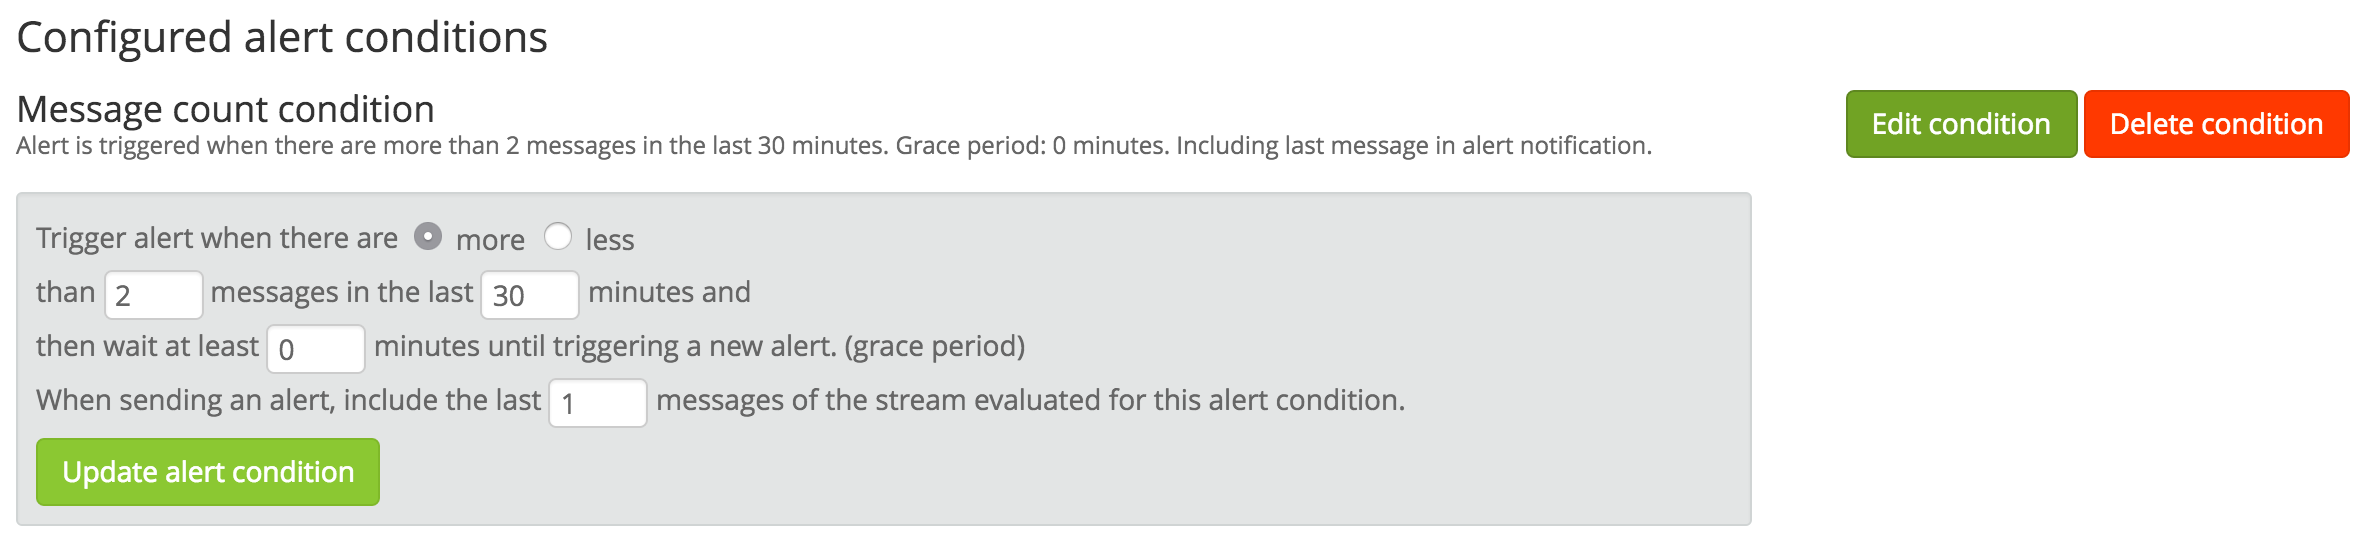 Configured alert conditions
Message count condition
Alert is triggered when there are more than 2 messages in the last 30 minutes. Grace period: 0 minutes. Including last message in alert notification.
Edit condition
Delete condition
Trigger alert when there are more less
than 2 messages in the last 30 minutes and
then wait at least 0 minutes until triggering a new alert. (grace period)
When sending an alert, include the last 1 messages of the stream evaluated for this alert condition.
Update alert condition